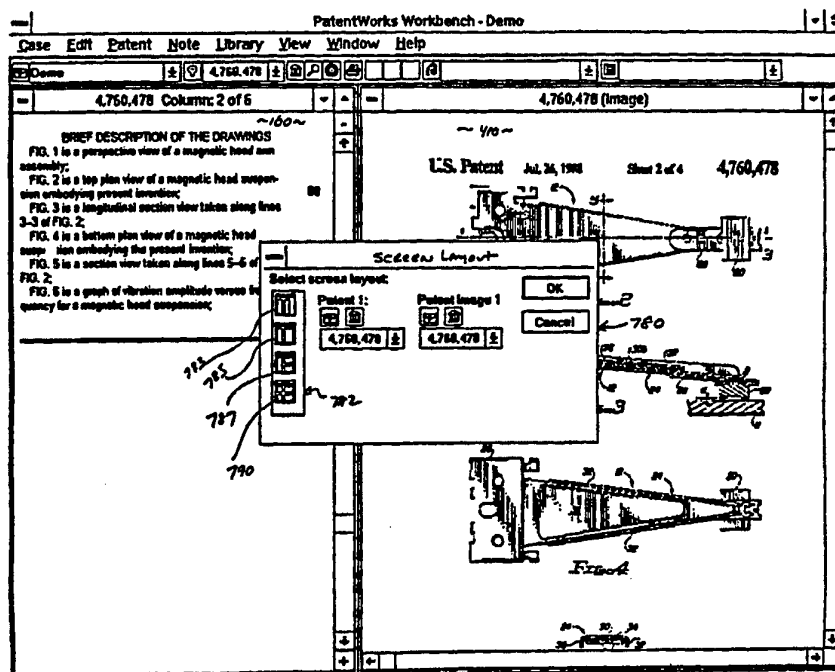 PatentWorks Workbench - Demo
Case Edit Patent Note Library View Window Help
Demo 4,760,478
4,760,478 Column: 2 of 6
~160~
BRIEF DESCRIPTION OF THE DRAWINGS
FIG. 1 is a perspective view of a magnetic head arm
assembly;
FIG. 2 is a top plan view of a magnetic head suspen-
sion embodying present invention;
FIG. 3 is a longitudinal section view taken along lines
3-3 of FIG. 2;
FIG. 4 is a bottom plan view of a magnetic head
susp ion embodying the present invention;
FIG. 5 is a section view taken along lines 5-5 of
FIG. 2;
FIG. 6 is a graph of vibration amplitude versus fre
quency for a magnetic head suspension;
4,760,478 (Image)
~ 410 ~
U.S. Patent Jul. 26, 1988 Sheet 2 of 4 4,760,478
Screen Layout
Select screen layout:
Patent 1:
4,760,478
Patent Image 1
4,760,478
OK
Cancel
780
783
785
787
790
782
2
3